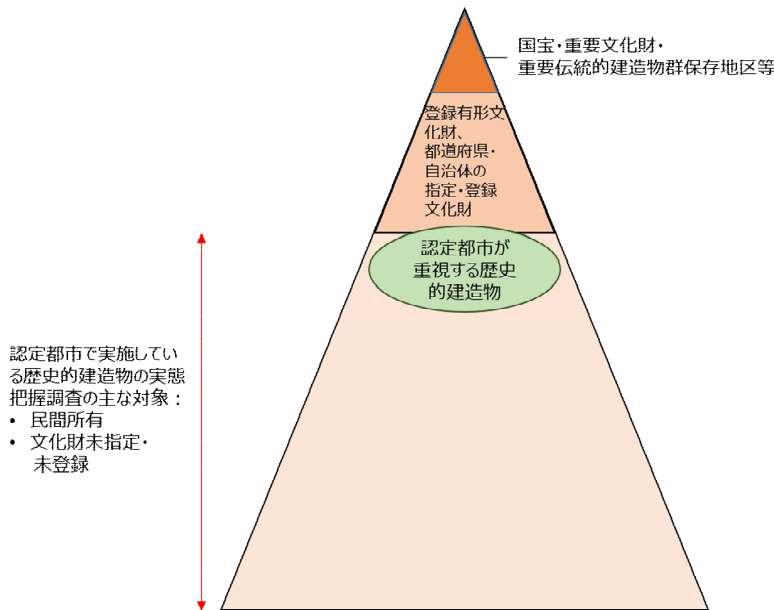 国宝・重要文化財・
重要伝統的建造物群保存地区等
登録有形文
化財、
都道府県・
自治体の
指定・登録
文化財
認定都市が
重視する歴史
的建造物
認定都市で実施してい
る歴史的建造物の実態
把握調査の主な対象：
• 民間所有
• 文化財未指定・
未登録